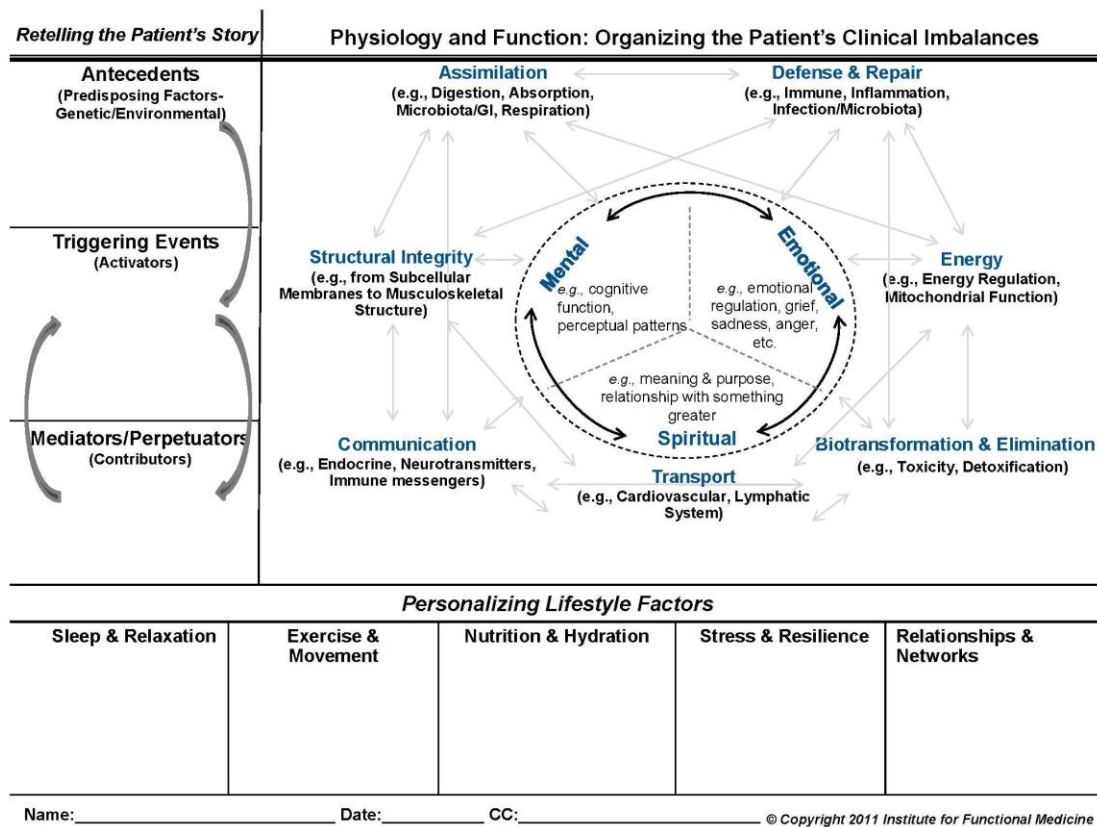 Retelling the Patient's Story
Physiology and Function: Organizing the Patient's Clinical Imbalances
Antecedents
(Predisposing Factors-
Genetic/Environmental)
Triggering Events
(Activators)
Mediators/Perpetuators
(Contributors)
Assimilation
(e.g., Digestion, Absorption,
Microbiota/GI, Respiration)
Defense & Repair
(e.g., Immune, Inflammation,
Infection/Microbiota)
Structural Integrity
(e.g., from Subcellular
Membranes to Musculoskeletal
Structure)
Mental
e.g., cognitive
function,
perceptual patterns
Emotional
e.g., emotional
regulation, grief,
sadness, anger,
etc.
Energy
(e.g., Energy Regulation,
Mitochondrial Function)
e.g., meaning & purpose,
relationship with something
greater
Spiritual
Communication
(e.g., Endocrine, Neurotransmitters,
Immune messengers)
Transport
(e.g., Cardiovascular, Lymphatic
System)
Biotransformation & Elimination
(e.g., Toxicity, Detoxification)
Personalizing Lifestyle Factors
Sleep & Relaxation
Exercise &
Movement
Nutrition & Hydration
Stress & Resilience
Relationships &
Networks
Name: Date: CC:
© Copyright 2011 Institute for Functional Medicine